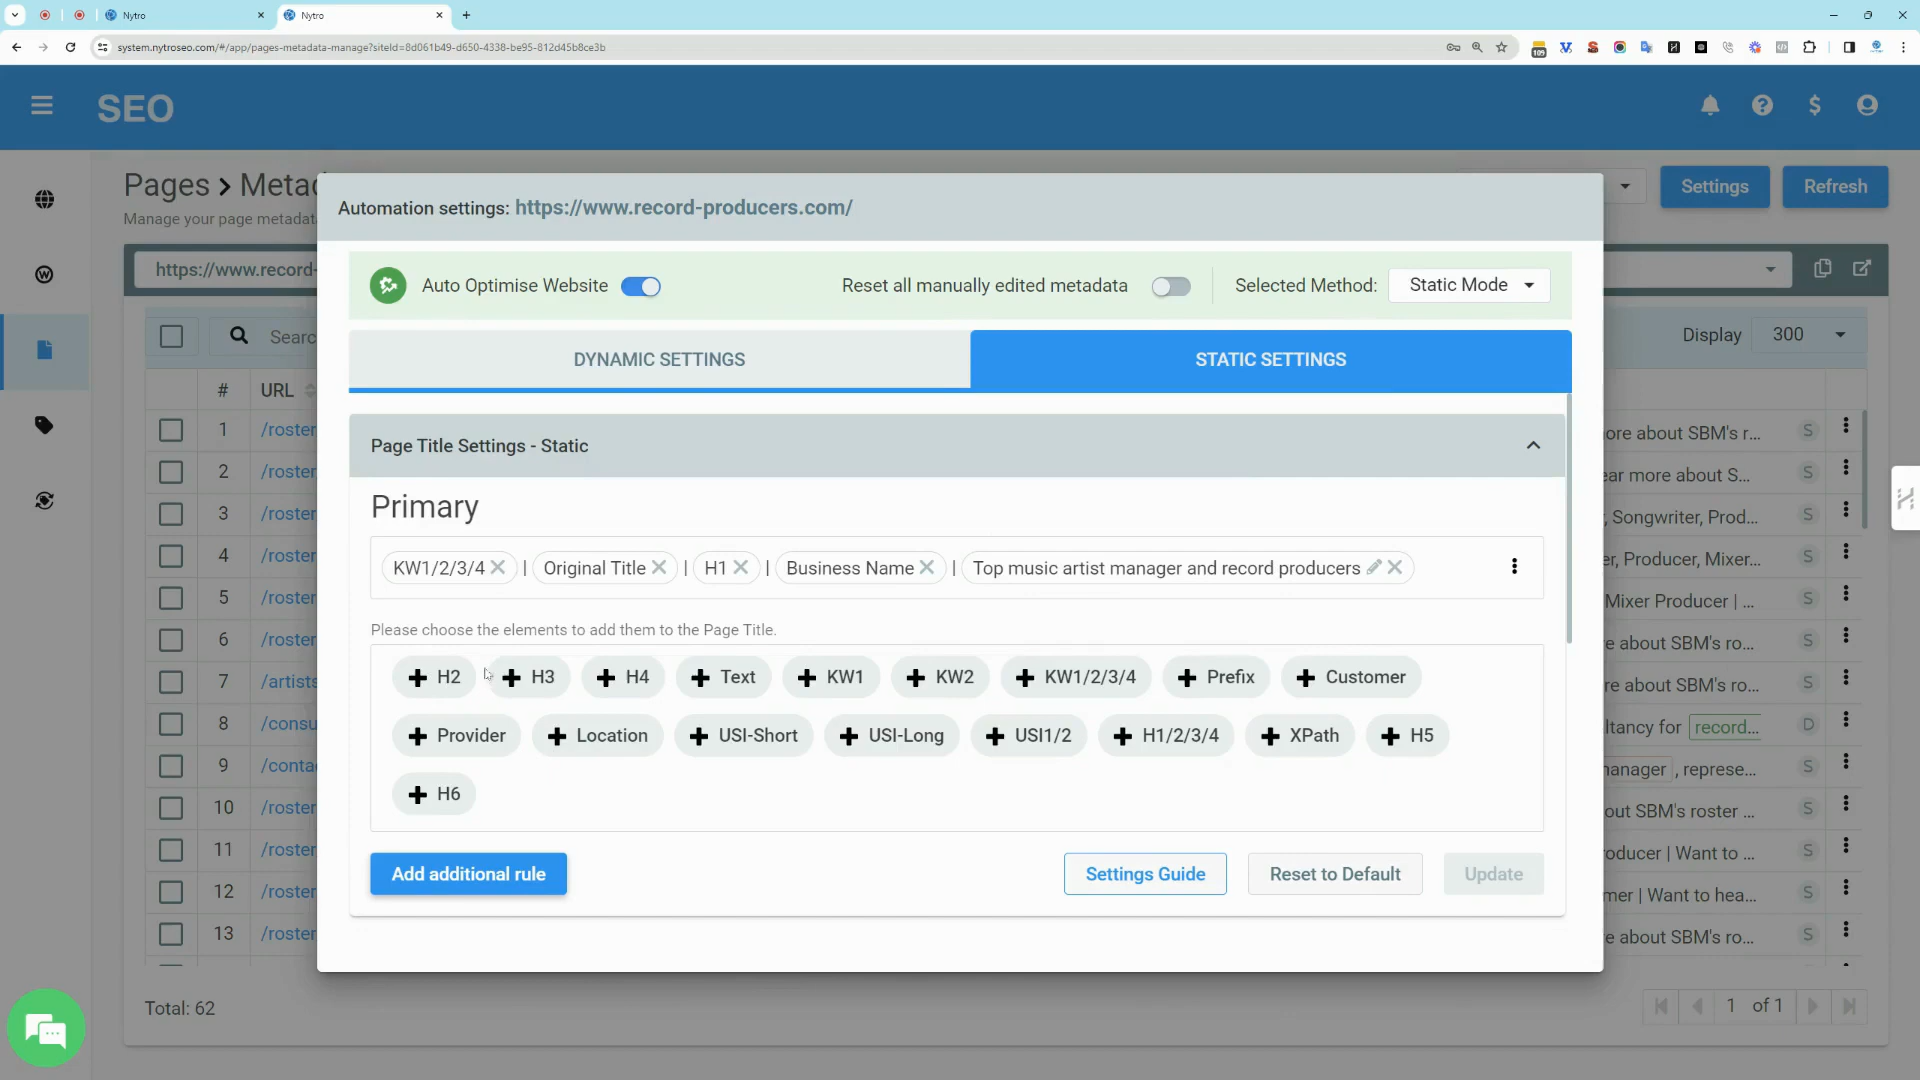 Nytro
Nytro
system.nytroseo.com/#/app/pages-metadata-manage?siteId=8d061b49-d650-4338-be95-812d45b8ce3b
109
SEO
Pages > Metad
Manage your page metadat
Settings
Refresh
Automation settings: https://www.record-producers.com/
https://www.record-
Auto Optimise Website
Reset all manually edited metadata
Selected Method:
Static Mode
DYNAMIC SETTINGS
STATIC SETTINGS
Searc
Display
300
#
URL
Page Title Settings - Static
Primary
KW1/2/3/4 | Original Title | H1 | Business Name | Top music artist manager and record producers
Please choose the elements to add them to the Page Title.
H2 H3 H4 Text KW1 KW2 KW1/2/3/4 Prefix Customer
Provider Location USI-Short USI-Long USI1/2 H1/2/3/4 XPath H5
H6
Add additional rule
Settings Guide
Reset to Default
Update
1 /roster ore about SBM's r... S
2 /roster ear more about S... S
3 /roster , Songwriter, Prod... S
4 /roster er, Producer, Mixer... S
5 /roster Mixer Producer | ... S
6 /roster re about SBM's ro... S
7 /artists re about SBM's ro... S
8 /consu ltancy for record... D
9 /conta nanager , represe... S
10 /roster out SBM's roster ... S
11 /roster oducer | Want to ... S
12 /roster mer | Want to hea... S
13 /roster e about SBM's ro... S
Total: 62
1 of 1